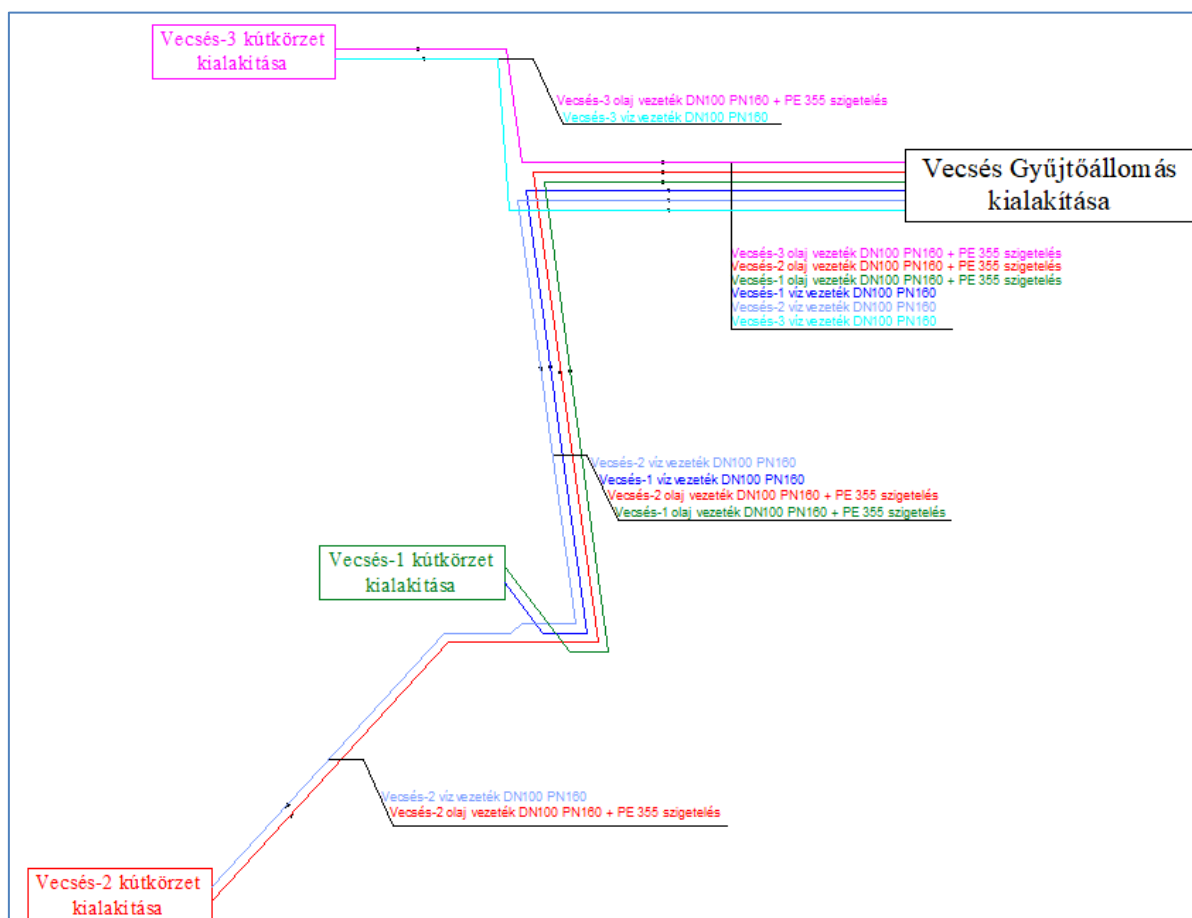 Vecsés-3 kútkörzet
kialakítása
Vecsés-3 olaj vezeték DN100 PN160 + PE 355 szigetelés
Vecsés-3 víz vezeték DN100 PN160
Vecsés Gyűjtőállomás
kialakítása
Vecsés-3 olaj vezeték DN100 PN160 + PE 355 szigetelés
Vecsés-2 olaj vezeték DN100 PN160 + PE 355 szigetelés
Vecsés-1 olaj vezeték DN100 PN160 + PE 355 szigetelés
Vecsés-1 víz vezeték DN100 PN160
Vecsés-2 víz vezeték DN100 PN160
Vecsés-3 víz vezeték DN100 PN160
Vecsés-2 víz vezeték DN100 PN160
Vecsés-1 víz vezeték DN100 PN160
Vecsés-2 olaj vezeték DN100 PN160 + PE 355 szigetelés
Vecsés-1 olaj vezeték DN100 PN160 + PE 355 szigetelés
Vecsés-1 kútkörzet
kialakítása
Vecsés-2 víz vezeték DN100 PN160
Vecsés-2 olaj vezeték DN100 PN160 + PE 355 szigetelés
Vecsés-2 kútkörzet
kialakítása